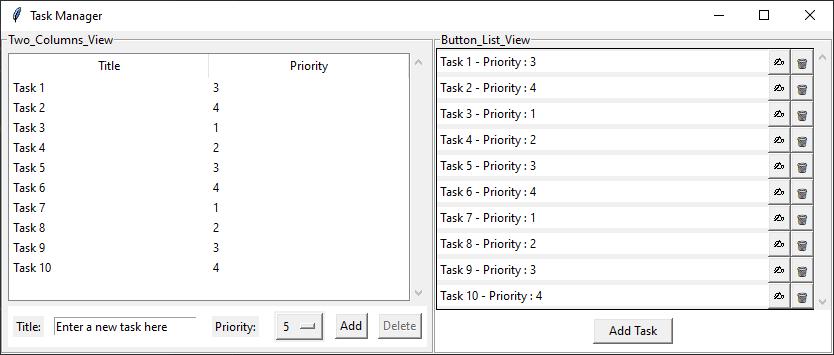 Task Manager
Two_Columns_View
Title Priority
Task 1 3
Task 2 4
Task 3 1
Task 4 2
Task 5 3
Task 6 4
Task 7 1
Task 8 2
Task 9 3
Task 10 4
Title: Enter a new task here Priority: 5 Add Delete
Button_List_View
Task 1 - Priority : 3
Task 2 - Priority : 4
Task 3 - Priority : 1
Task 4 - Priority : 2
Task 5 - Priority : 3
Task 6 - Priority : 4
Task 7 - Priority : 1
Task 8 - Priority : 2
Task 9 - Priority : 3
Task 10 - Priority : 4
Add Task